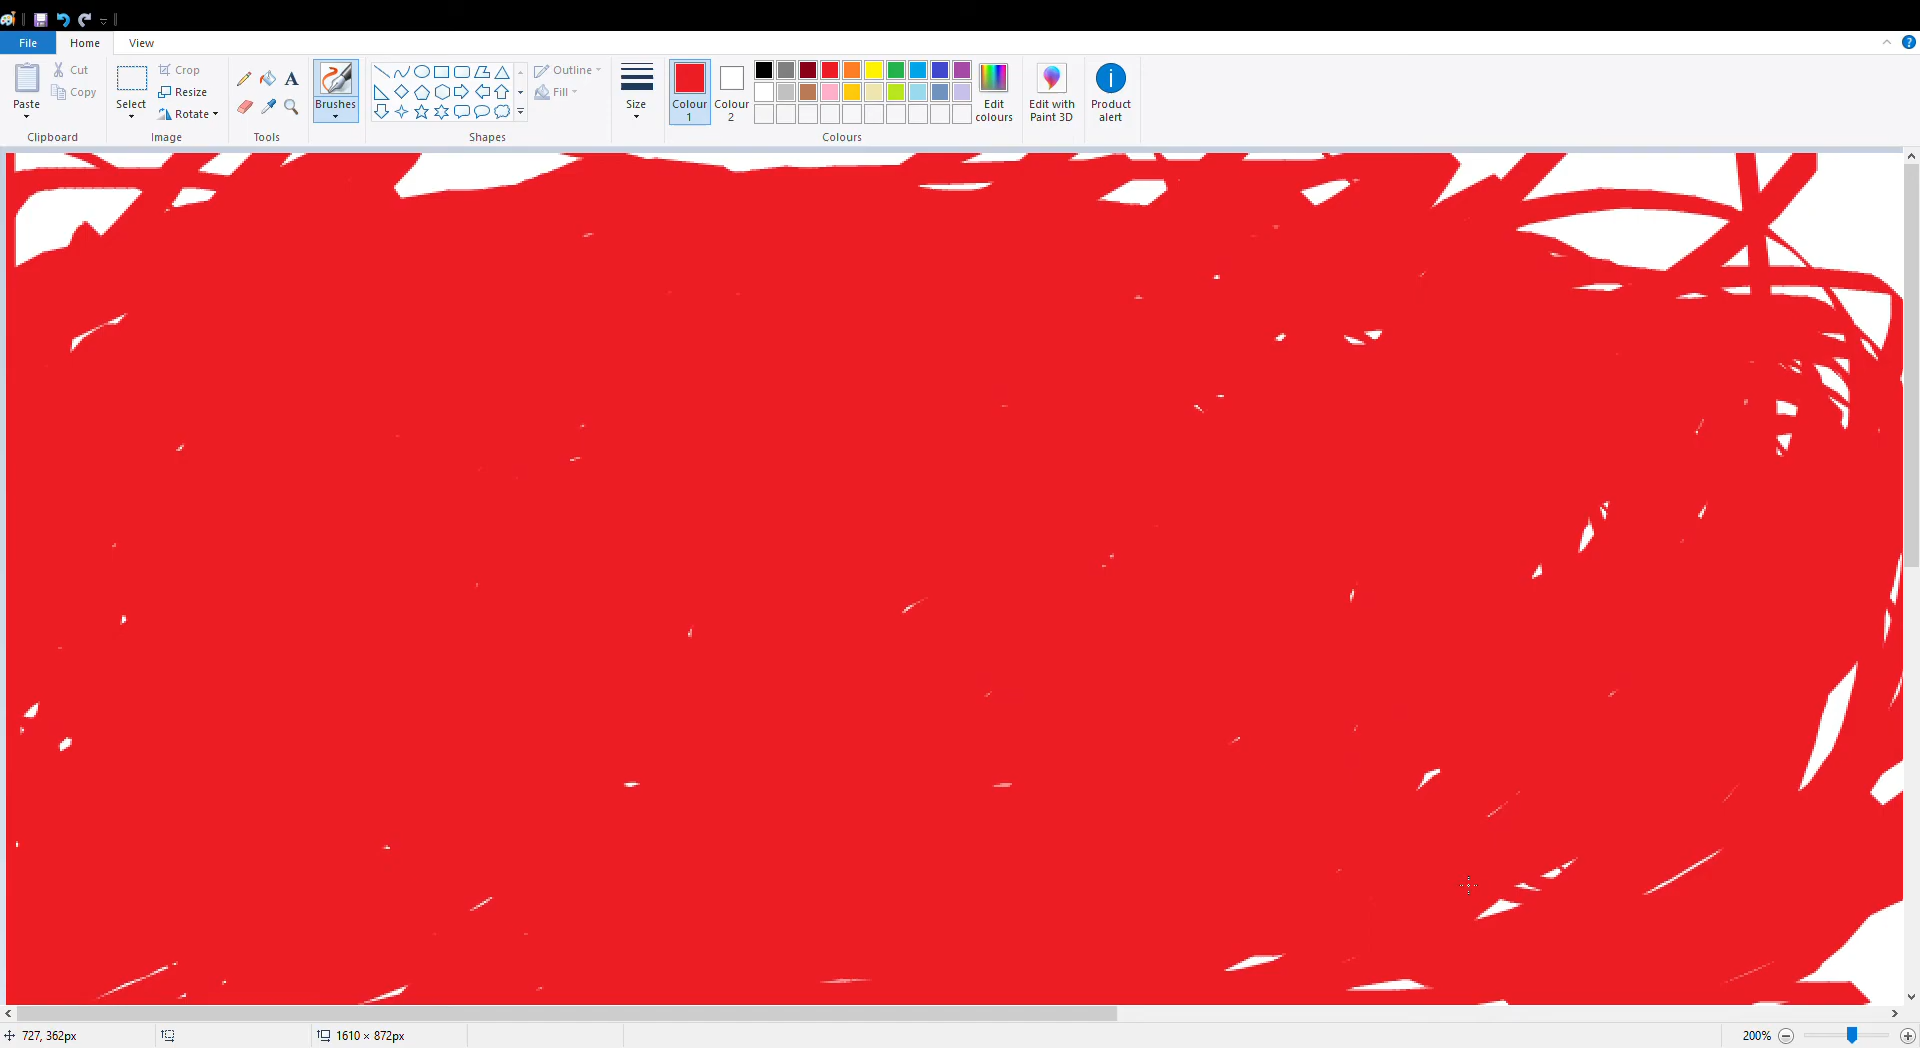 File Home View
Paste
Cut
Copy
Clipboard
Select
Crop
Resize
Rotate
Image
A
Tools
Brushes
Outline
Fill
Shapes
Size
Colour
1
Colour
2
Edit
colours
Colours
Edit with
Paint 3D
Product
alert
727, 362px
1610 × 872px
200%